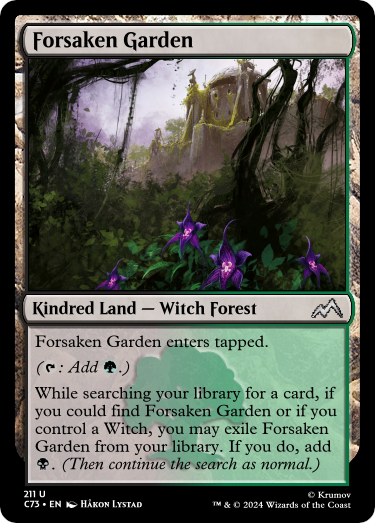 Forsaken Garden
Kindred Land — Witch Forest
Forsaken Garden enters tapped.
(: Add .)
While searching your library for a card, if
you could find Forsaken Garden or if you
control a Witch, you may exile Forsaken
Garden from your library. If you do, add
. (Then continue the search as normal.)
211 U
C73 • EN Håkon Lystad
© Krumov
™ & © 2024 Wizards of the Coast